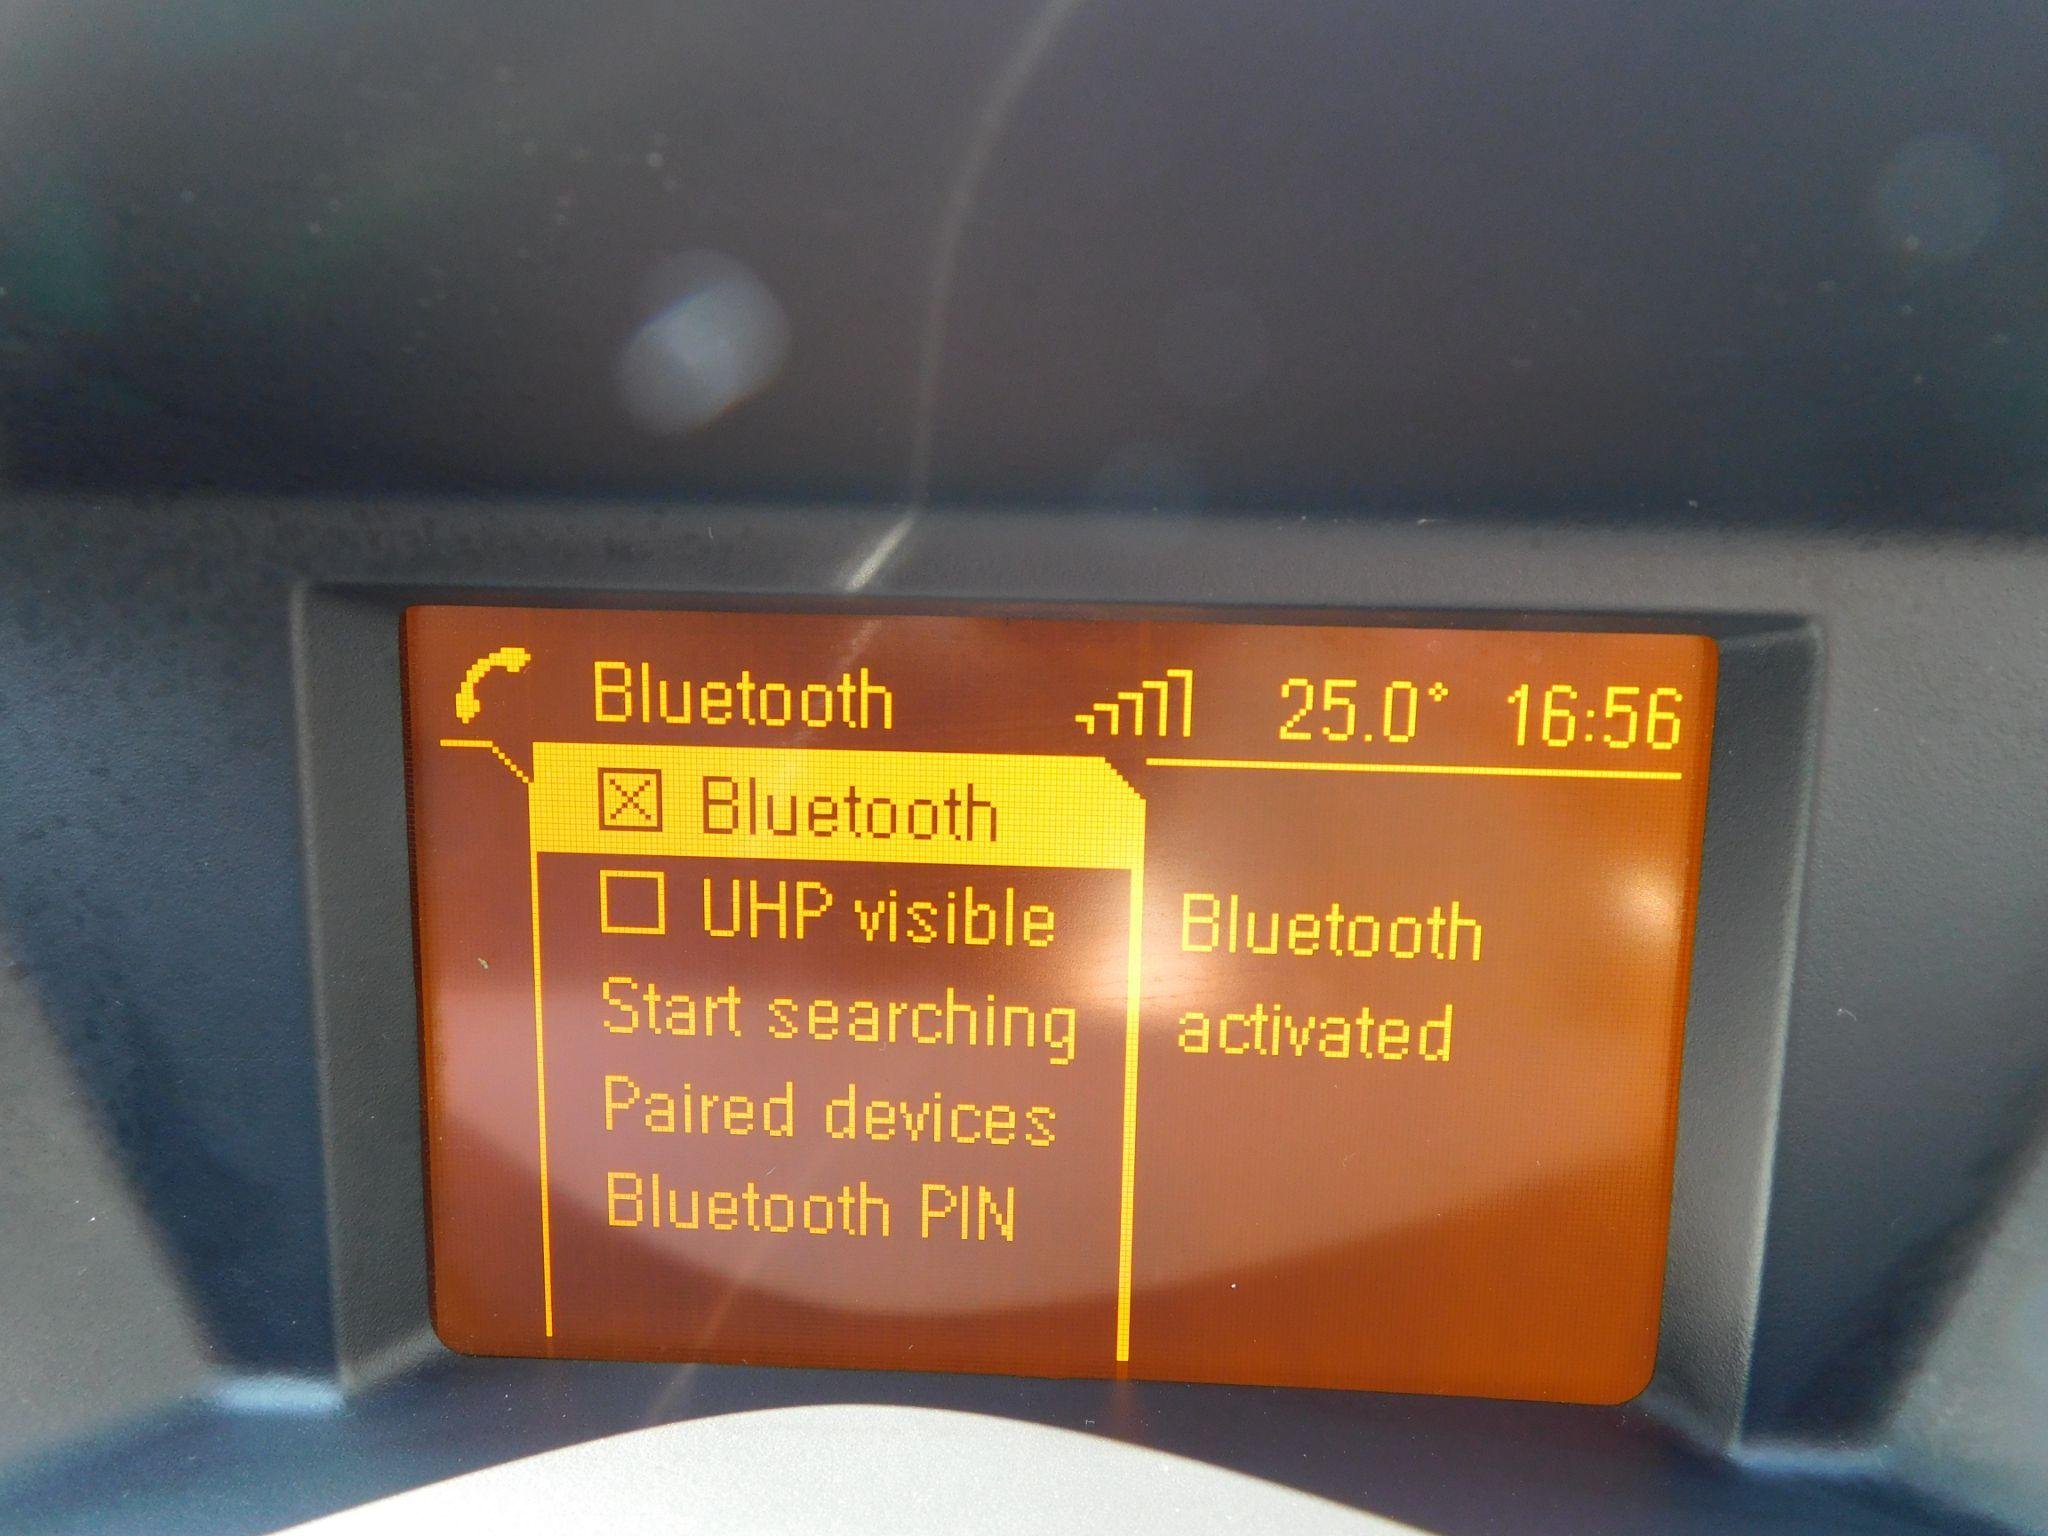 Bluetooth 25.0° 16:56
Bluetooth
UHP visible
Start searching
Paired devices
Bluetooth PIN
Bluetooth
activated